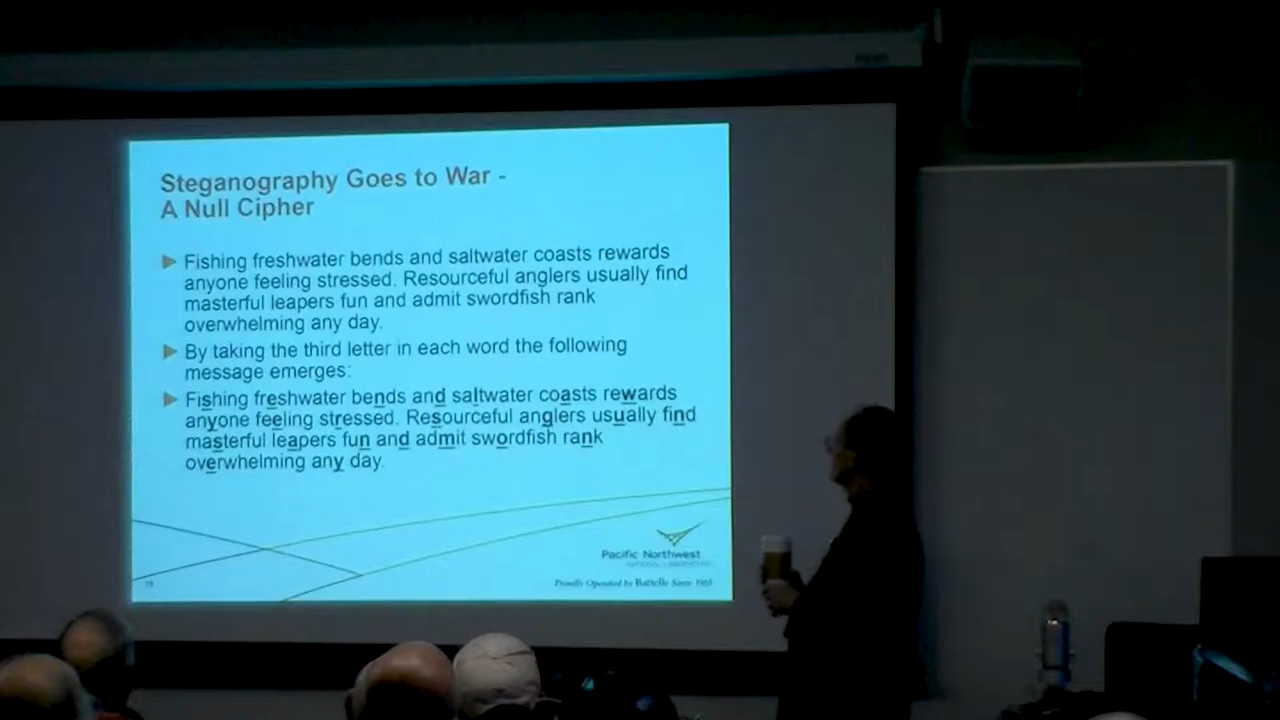 Steganography Goes to War -
A Null Cipher
Fishing freshwater bends and saltwater coasts rewards
anyone feeling stressed. Resourceful anglers usually find
masterful leapers fun and admit swordfish rank
overwhelming any day.
By taking the third letter in each word the following
message emerges:
Fishing freshwater bends and saltwater coasts rewards
anyone feeling stressed. Resourceful anglers usually find
masterful leapers fun and admit swordfish rank
overwhelming any day.
Pacific Northwest
NATIONAL LABORATORY
Proudly Operated by Battelle Since 1965